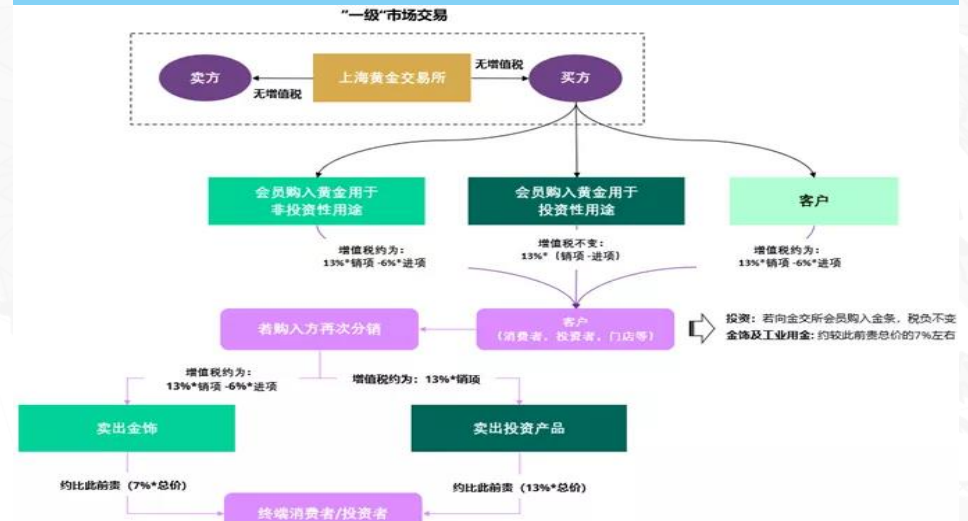 "一级"市场交易
卖方
上海黄金交易所
买方
无增值税
无增值税
会员购入黄金用于
非投资性用途
会员购入黄金用于
投资性用途
客户
增值税约为：
13%*销项 -6%*进项
增值税不变：
13%*（销项 -进项）
增值税约为：
13%*销项 -6%*进项
若购入方再次分销
客户
（消费者、投资者、门店等）
投资：若向金交所会员购入金条，税负不变
金饰及工业用金：约较此前贵总价的7%左右
增值税约为：
13%*销项 -6%*进项
增值税约为：13%*销项
卖出金饰
卖出投资产品
约比此前贵（7%*总价）
约比此前贵（13%*总价）
终端消费者/投资者